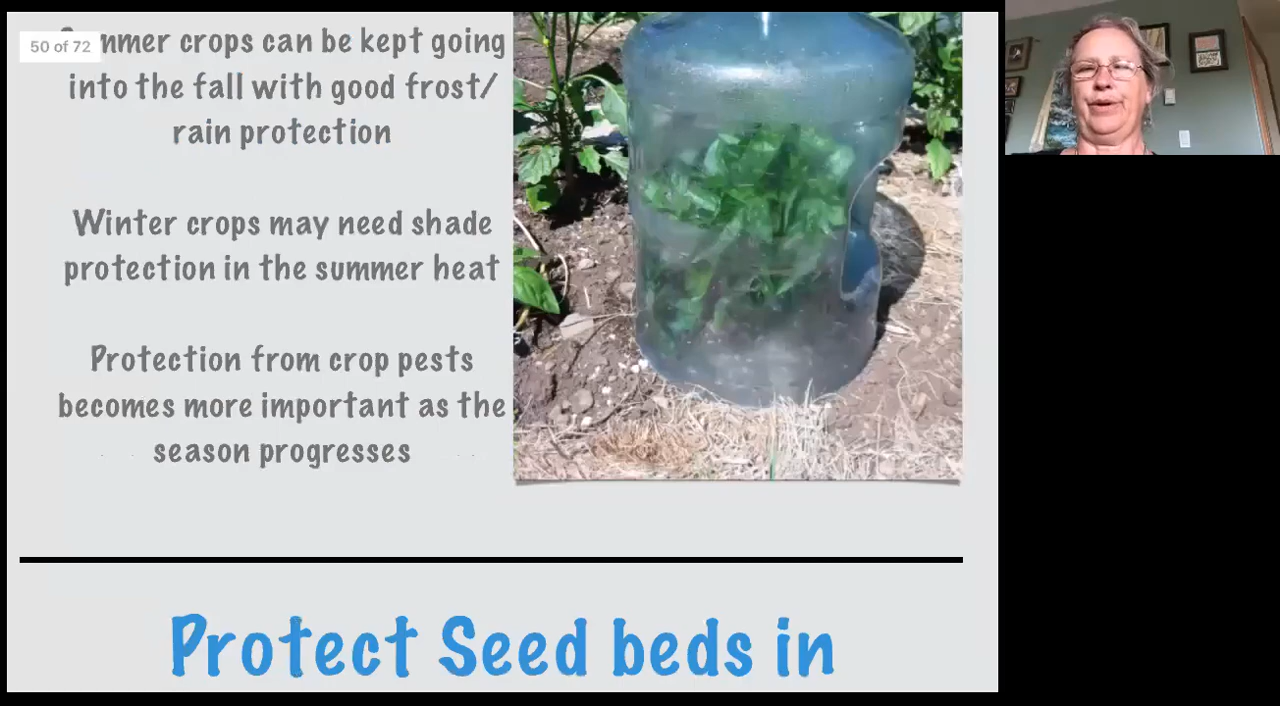 50 of 72
mmer crops can be kept going
into the fall with good frost/
rain protection
Winter crops may need shade
protection in the summer heat
Protection from crop pests
becomes more important as the
season progresses
Protect Seed beds in